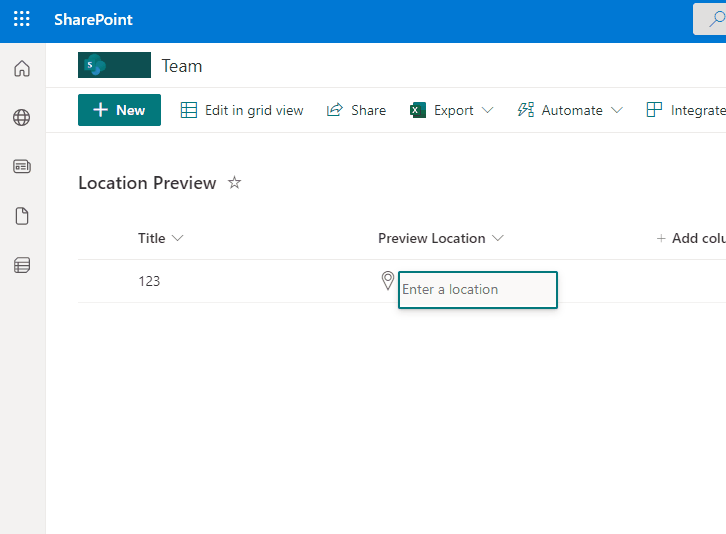 SharePoint
S
Team
New Edit in grid view Share Export Automate Integrate
Location Preview
Title Preview Location Add colu
123
Enter a location